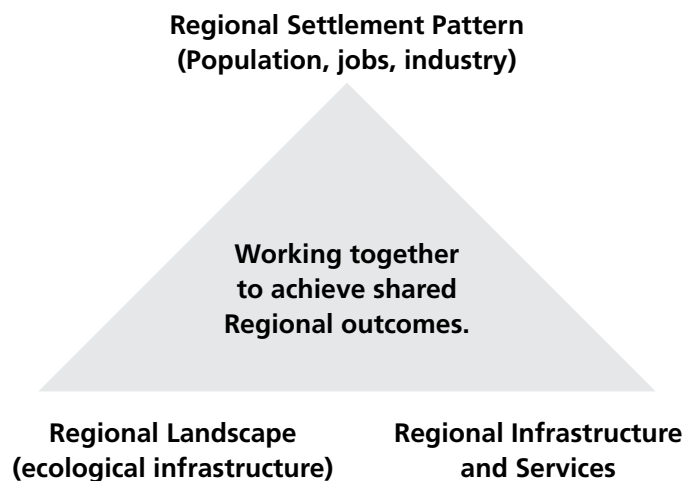 Regional Settlement Pattern
(Population, jobs, industry)
Working together
to achieve shared
Regional outcomes.
Regional Landscape
(ecological infrastructure)
Regional Infrastructure
and Services